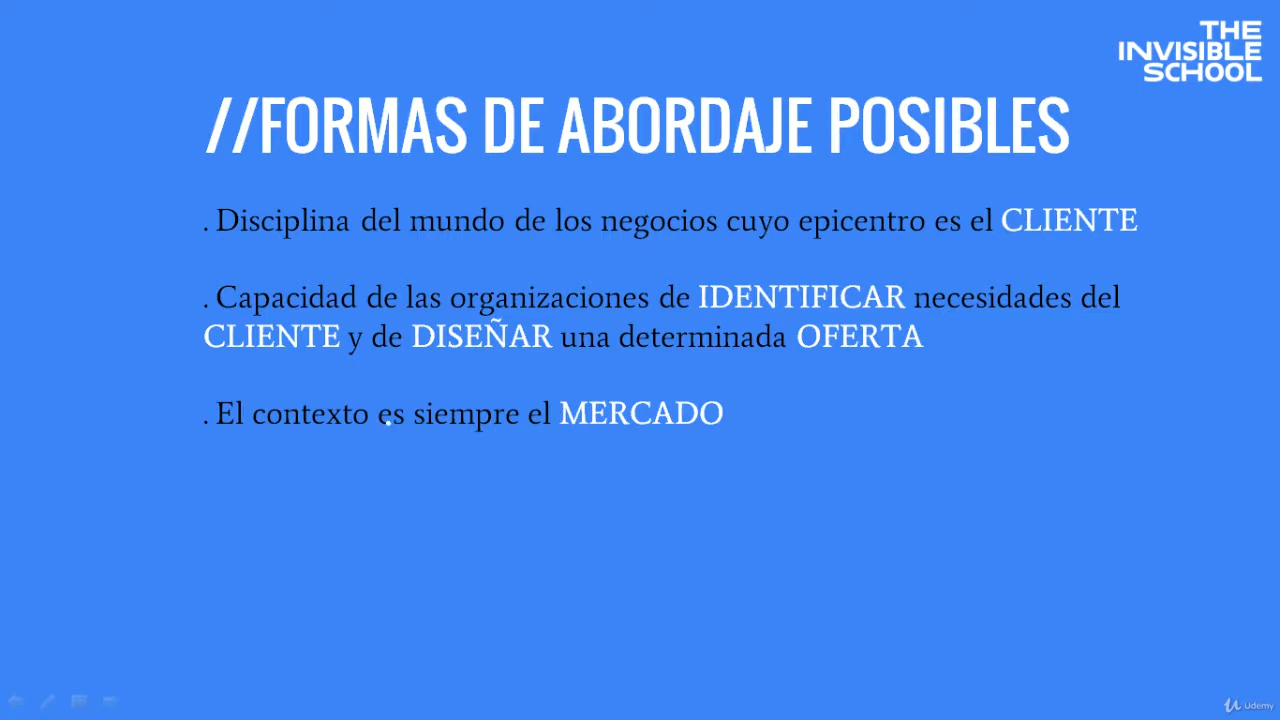 THE
INVISIBLE
SCHOOL
//FORMAS DE ABORDAJE POSIBLES
. Disciplina del mundo de los negocios cuyo epicentro es el CLIENTE
. Capacidad de las organizaciones de IDENTIFICAR necesidades del
CLIENTE y de DISEÑAR una determinada OFERTA
. El contexto es siempre el MERCADO
Udemy